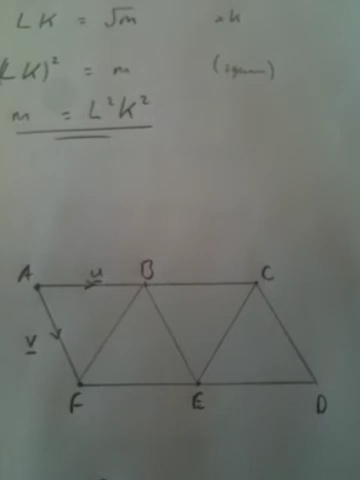 LK = √m
(LK)² = m
m = L²K²
A u B C
v
F E D